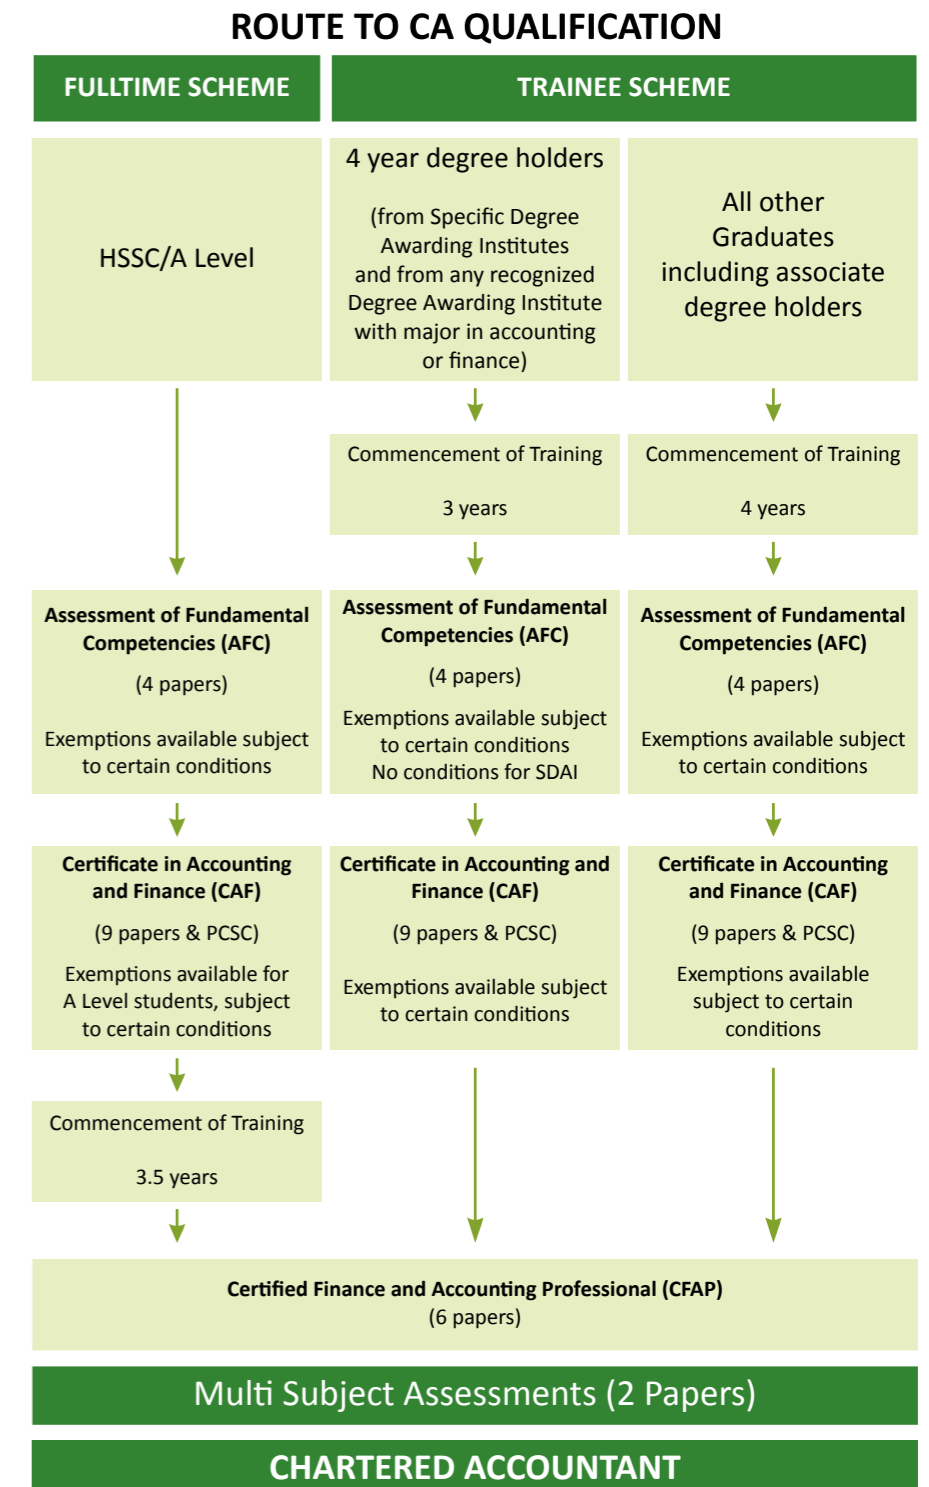 ROUTE TO CA QUALIFICATION
FULLTIME SCHEME
TRAINEE SCHEME
HSSC/A Level
4 year degree holders
(from Specific Degree
Awarding Institutes
and from any recognized
Degree Awarding Institute
with major in accounting
or finance)
All other
Graduates
including associate
degree holders
Commencement of Training
3 years
Commencement of Training
4 years
Assessment of Fundamental
Competencies (AFC)
(4 papers)
Exemptions available subject
to certain conditions
Assessment of Fundamental
Competencies (AFC)
(4 papers)
Exemptions available subject
to certain conditions
No conditions for SDAI
Assessment of Fundamental
Competencies (AFC)
(4 papers)
Exemptions available subject
to certain conditions
Certificate in Accounting
and Finance (CAF)
(9 papers & PCSC)
Exemptions available for
A Level students, subject
to certain conditions
Certificate in Accounting and
Finance (CAF)
(9 papers & PCSC)
Exemptions available subject
to certain conditions
Certificate in Accounting
and Finance (CAF)
(9 papers & PCSC)
Exemptions available
subject to certain
conditions
Commencement of Training
3.5 years
Certified Finance and Accounting Professional (CFAP)
(6 papers)
Multi Subject Assessments (2 Papers)
CHARTERED ACCOUNTANT